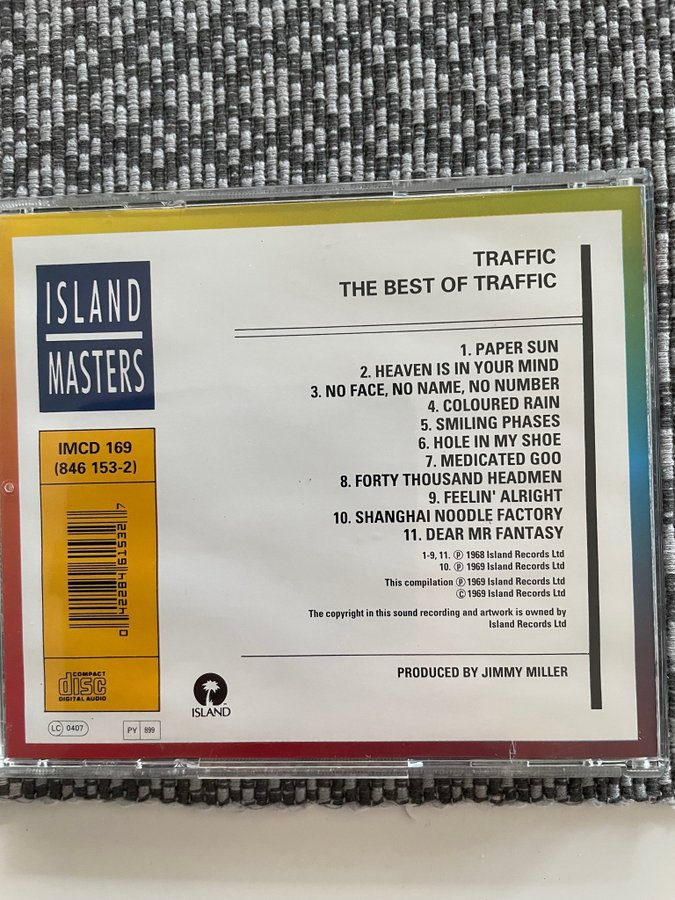 TRAFFIC
THE BEST OF TRAFFIC
ISLAND
MASTERS
IMCD 169
(846 153-2)
1. PAPER SUN
2. HEAVEN IS IN YOUR MIND
3. NO FACE, NO NAME, NO NUMBER
4. COLOURED RAIN
5. SMILING PHASES
6. HOLE IN MY SHOE
7. MEDICATED GOO
8. FORTY THOUSAND HEADMEN
9. FEELIN' ALRIGHT
10. SHANGHAI NOODLE FACTORY
11. DEAR MR FANTASY
1-9, 11. ℗ 1968 Island Records Ltd
10. ℗ 1969 Island Records Ltd
This compilation ℗ 1969 Island Records Ltd
© 1969 Island Records Ltd
The copyright in this sound recording and artwork is owned by
Island Records Ltd
PRODUCED BY JIMMY MILLER
0 42284 61532 7
COMPACT
disc
DIGITAL AUDIO
ISLAND
LC 0407
PY 899